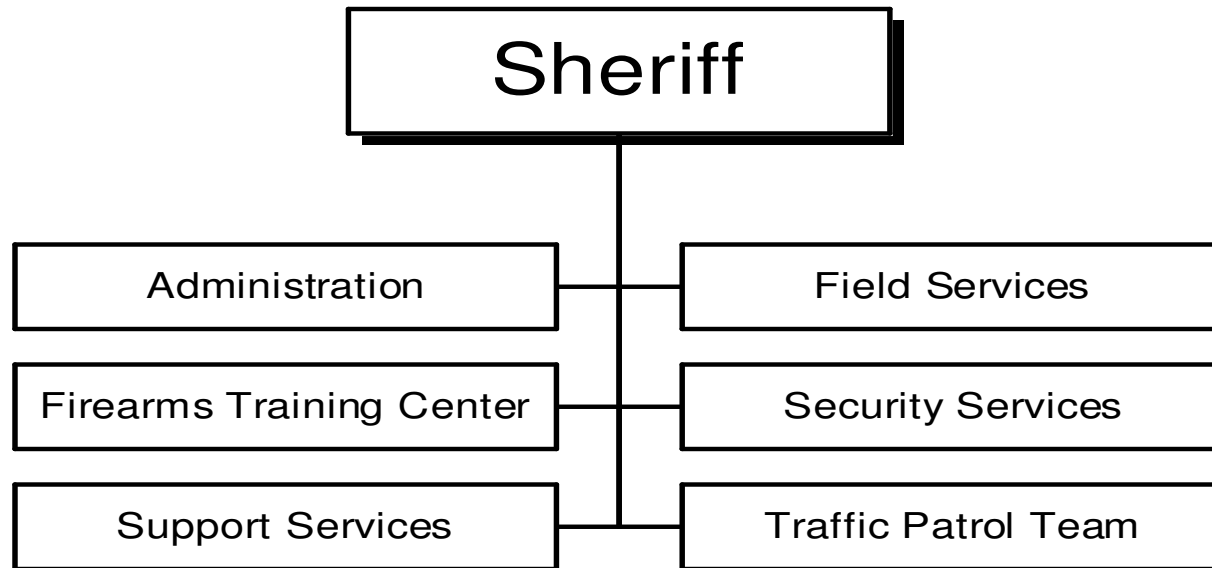 Sheriff
Administration
Field Services
Firearms Training Center
Security Services
Support Services
Traffic Patrol Team